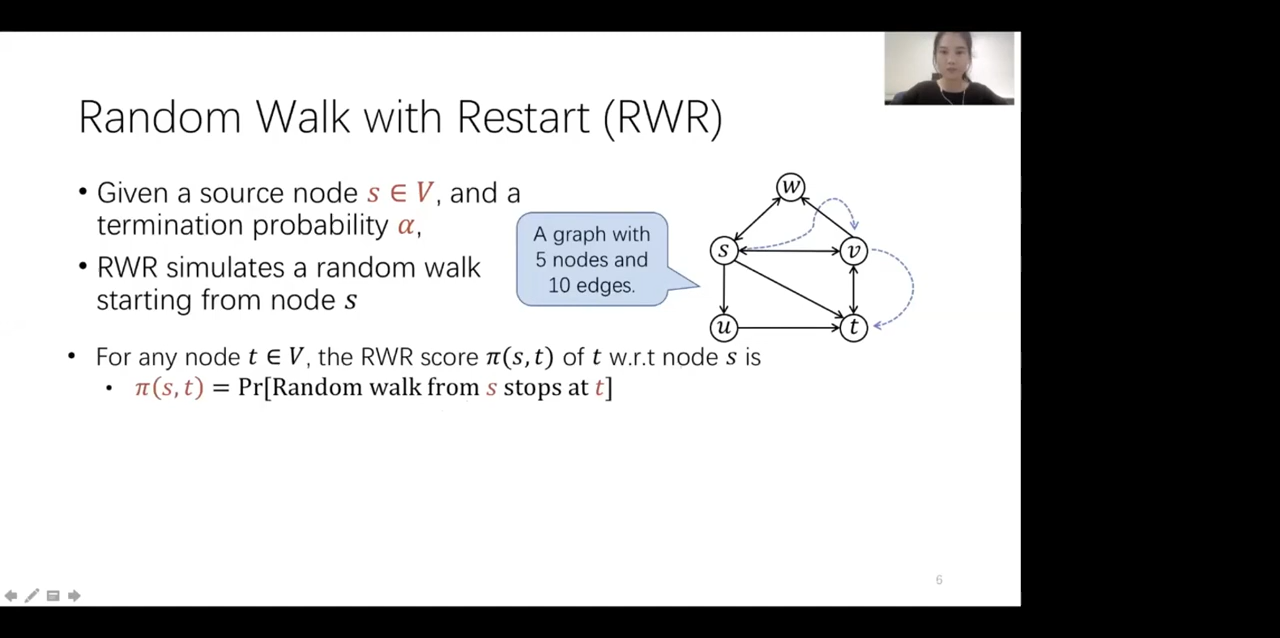 Random Walk with Restart (RWR)
• Given a source node s ∈ V, and a
termination probability α,
• RWR simulates a random walk
starting from node s
A graph with
5 nodes and
10 edges.
w
s
v
u
t
• For any node t ∈ V, the RWR score π(s, t) of t w.r.t node s is
• π(s, t) = Pr[Random walk from s stops at t]
6